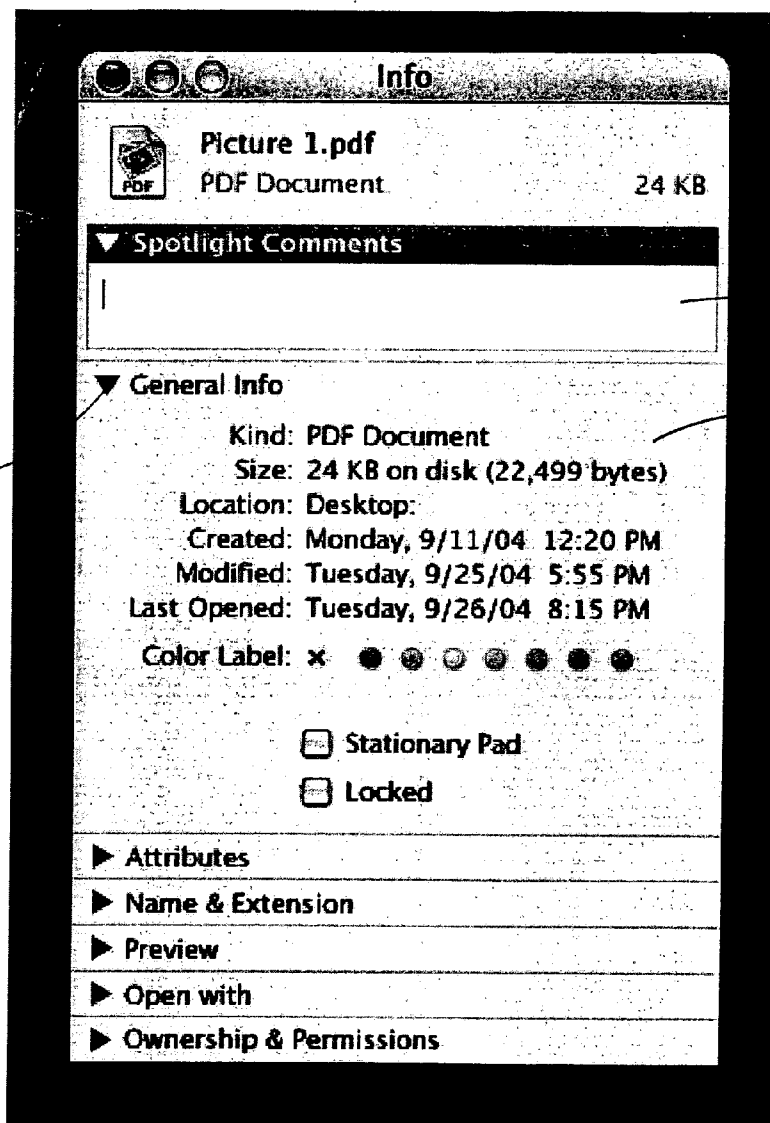 Info
Picture 1.pdf
PDF
PDF Document 24 KB
Spotlight Comments
General Info
Kind: PDF Document
Size: 24 KB on disk (22,499 bytes)
Location: Desktop:
Created: Monday, 9/11/04 12:20 PM
Modified: Tuesday, 9/25/04 5:55 PM
Last Opened: Tuesday, 9/26/04 8:15 PM
Color Label: ×
Stationary Pad
Locked
Attributes
Name & Extension
Preview
Open with
Ownership & Permissions